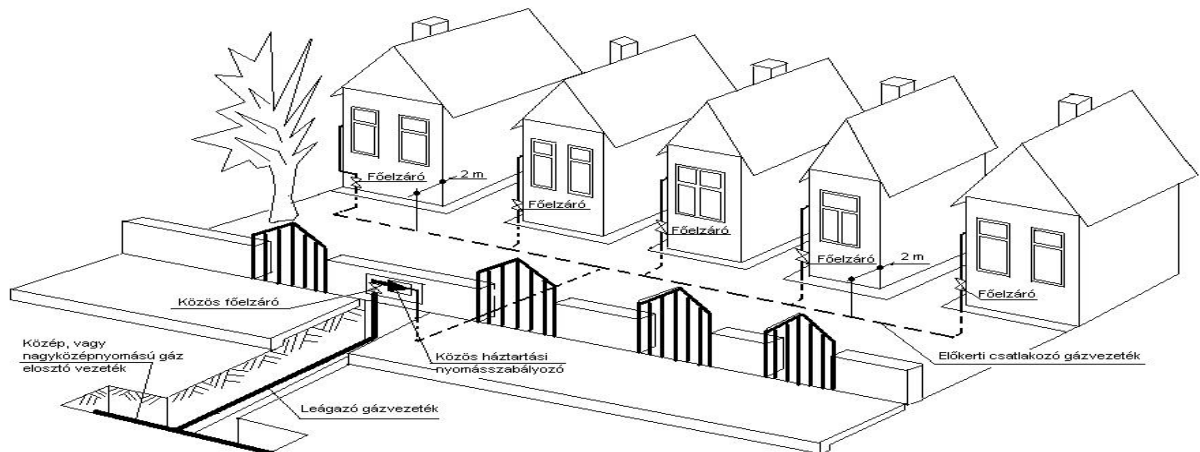 Főelzáró
2 m
Főelzáró
Főelzáró
Főelzáró
2 m
Főelzáró
Közös főelzáró
Közép, vagy
nagyközépnyomású gáz
elosztó vezeték
Közös háztartási
nyomásszabályozó
Előkerti csatlakozó gázvezeték
Leágazó gázvezeték